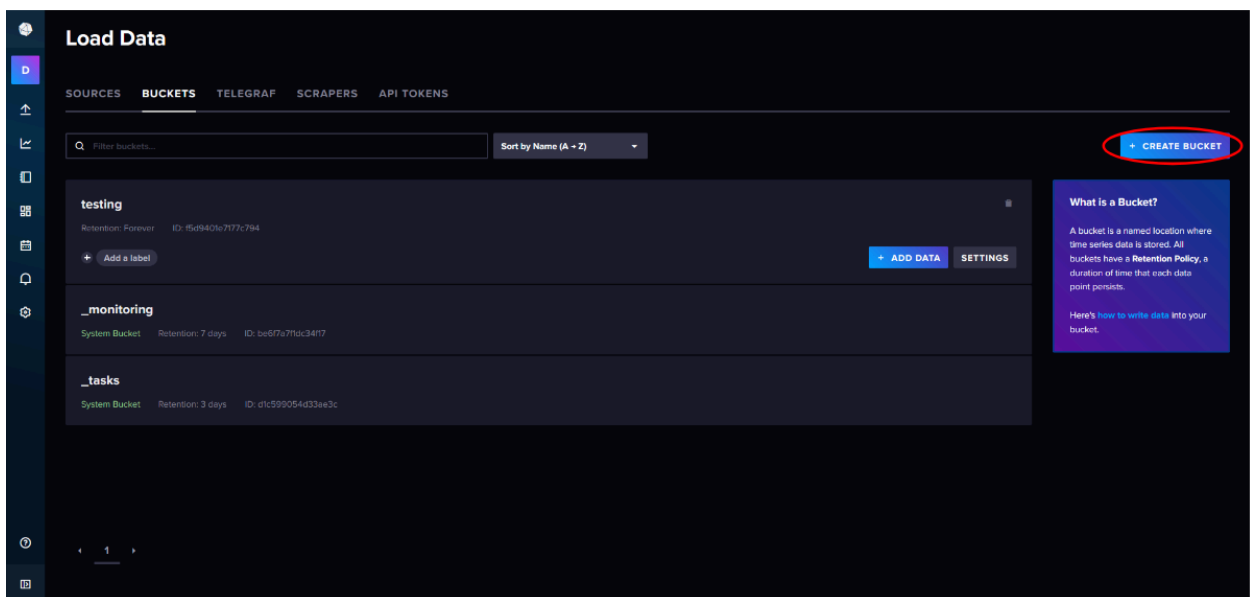 Load Data
D
SOURCES BUCKETS TELEGRAF SCRAPERS API TOKENS
Filter buckets...
Sort by Name (A → Z)
+ CREATE BUCKET
testing
Retention: Forever ID: f5d9401e7177c794
+ Add a label
+ ADD DATA SETTINGS
_monitoring
System Bucket Retention: 7 days
_tasks
System Bucket Retention: 3 days ID: d1c599054d33ae3c
What is a Bucket?
A bucket is a named location where
time series data is stored. All
buckets have a Retention Policy, a
duration of time that each data
point persists.
Here's how to write data into your
bucket.
1